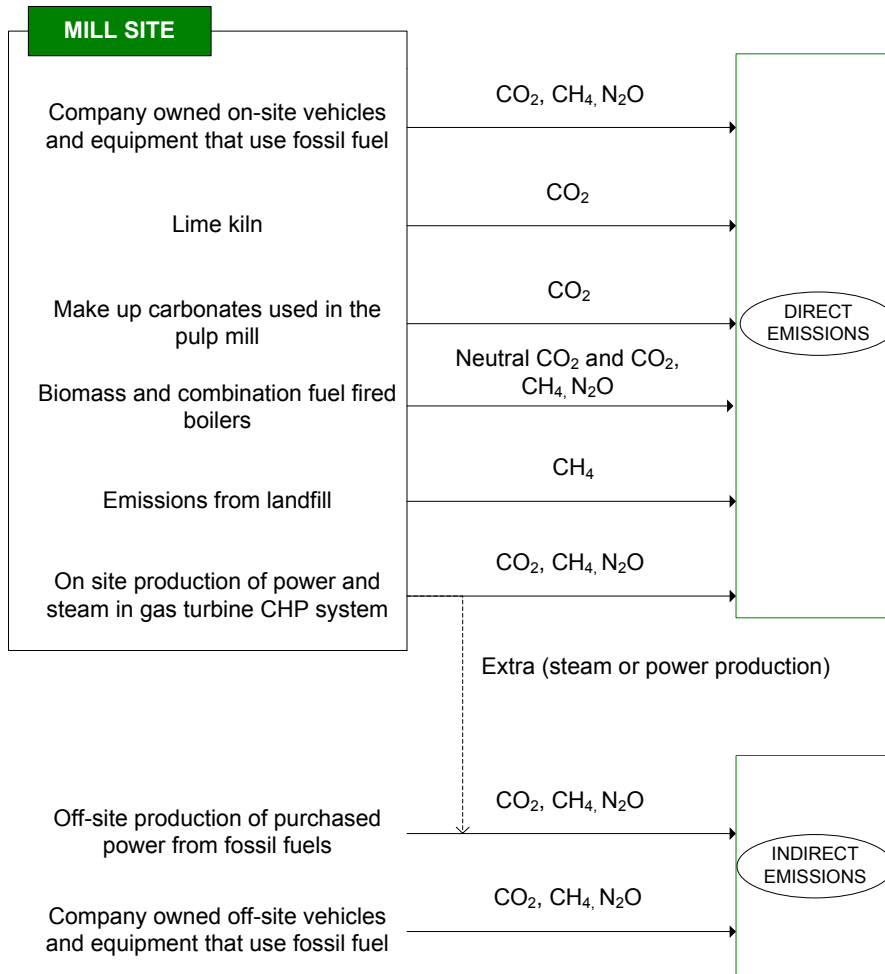 MILL SITE
CO₂, CH₄, N₂O
Company owned on-site vehicles
and equipment that use fossil fuel
CO₂
Lime kiln
CO₂
Make up carbonates used in the
pulp mill
DIRECT
EMISSIONS
Neutral CO₂ and CO₂,
CH₄, N₂O
Biomass and combination fuel fired
boilers
CH₄
Emissions from landfill
CO₂, CH₄, N₂O
On site production of power and
steam in gas turbine CHP system
Extra (steam or power production)
CO₂, CH₄, N₂O
Off-site production of purchased
power from fossil fuels
INDIRECT
EMISSIONS
CO₂, CH₄, N₂O
Company owned off-site vehicles
and equipment that use fossil fuel